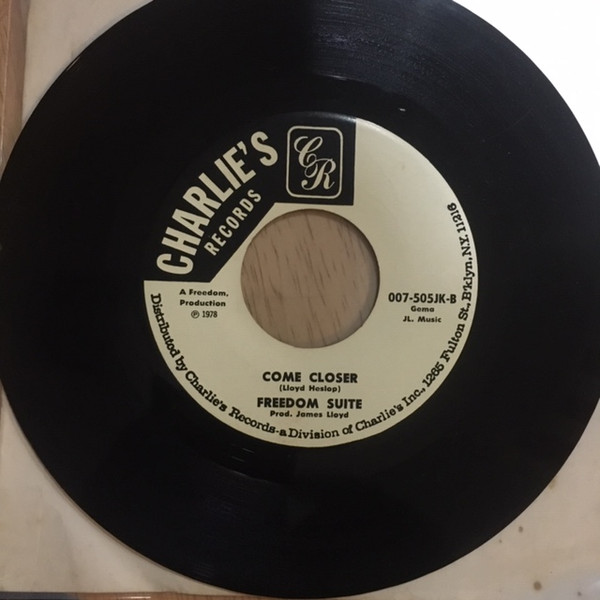 CHARLIE'S
RECORDS
CR
A Freedom,
Production
℗ 1978
007-505JK-B
Gema
JL. Music
COME CLOSER
(Lloyd Heslop)
FREEDOM SUITE
Prod. James Lloyd
Distributed by Charlie's Records-a Division of Charlie's Inc., 1265 Fulton St., B'klyn, N.Y. 11216